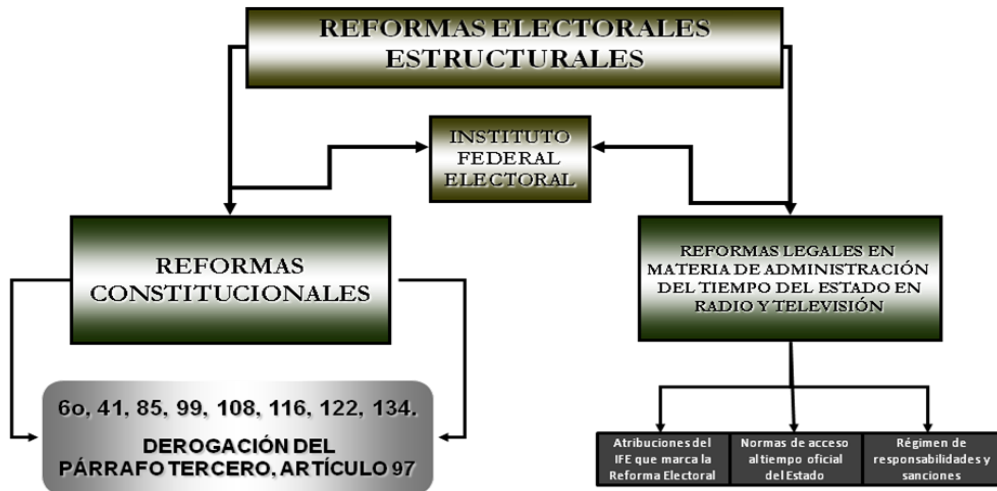 REFORMAS ELECTORALES
ESTRUCTURALES
INSTITUTO
FEDERAL
ELECTORAL
REFORMAS
CONSTITUCIONALES
REFORMAS LEGALES EN
MATERIA DE ADMINISTRACIÓN
DEL TIEMPO DEL ESTADO EN
RADIO Y TELEVISIÓN
6o, 41, 85, 99, 108, 116, 122, 134.
DEROGACIÓN DEL
PÁRRAFO TERCERO, ARTÍCULO 97
Atribuciones del
IFE que marca la
Reforma Electoral
Normas de acceso
al tiempo oficial
del Estado
Régimen de
responsabilidades y
sanciones